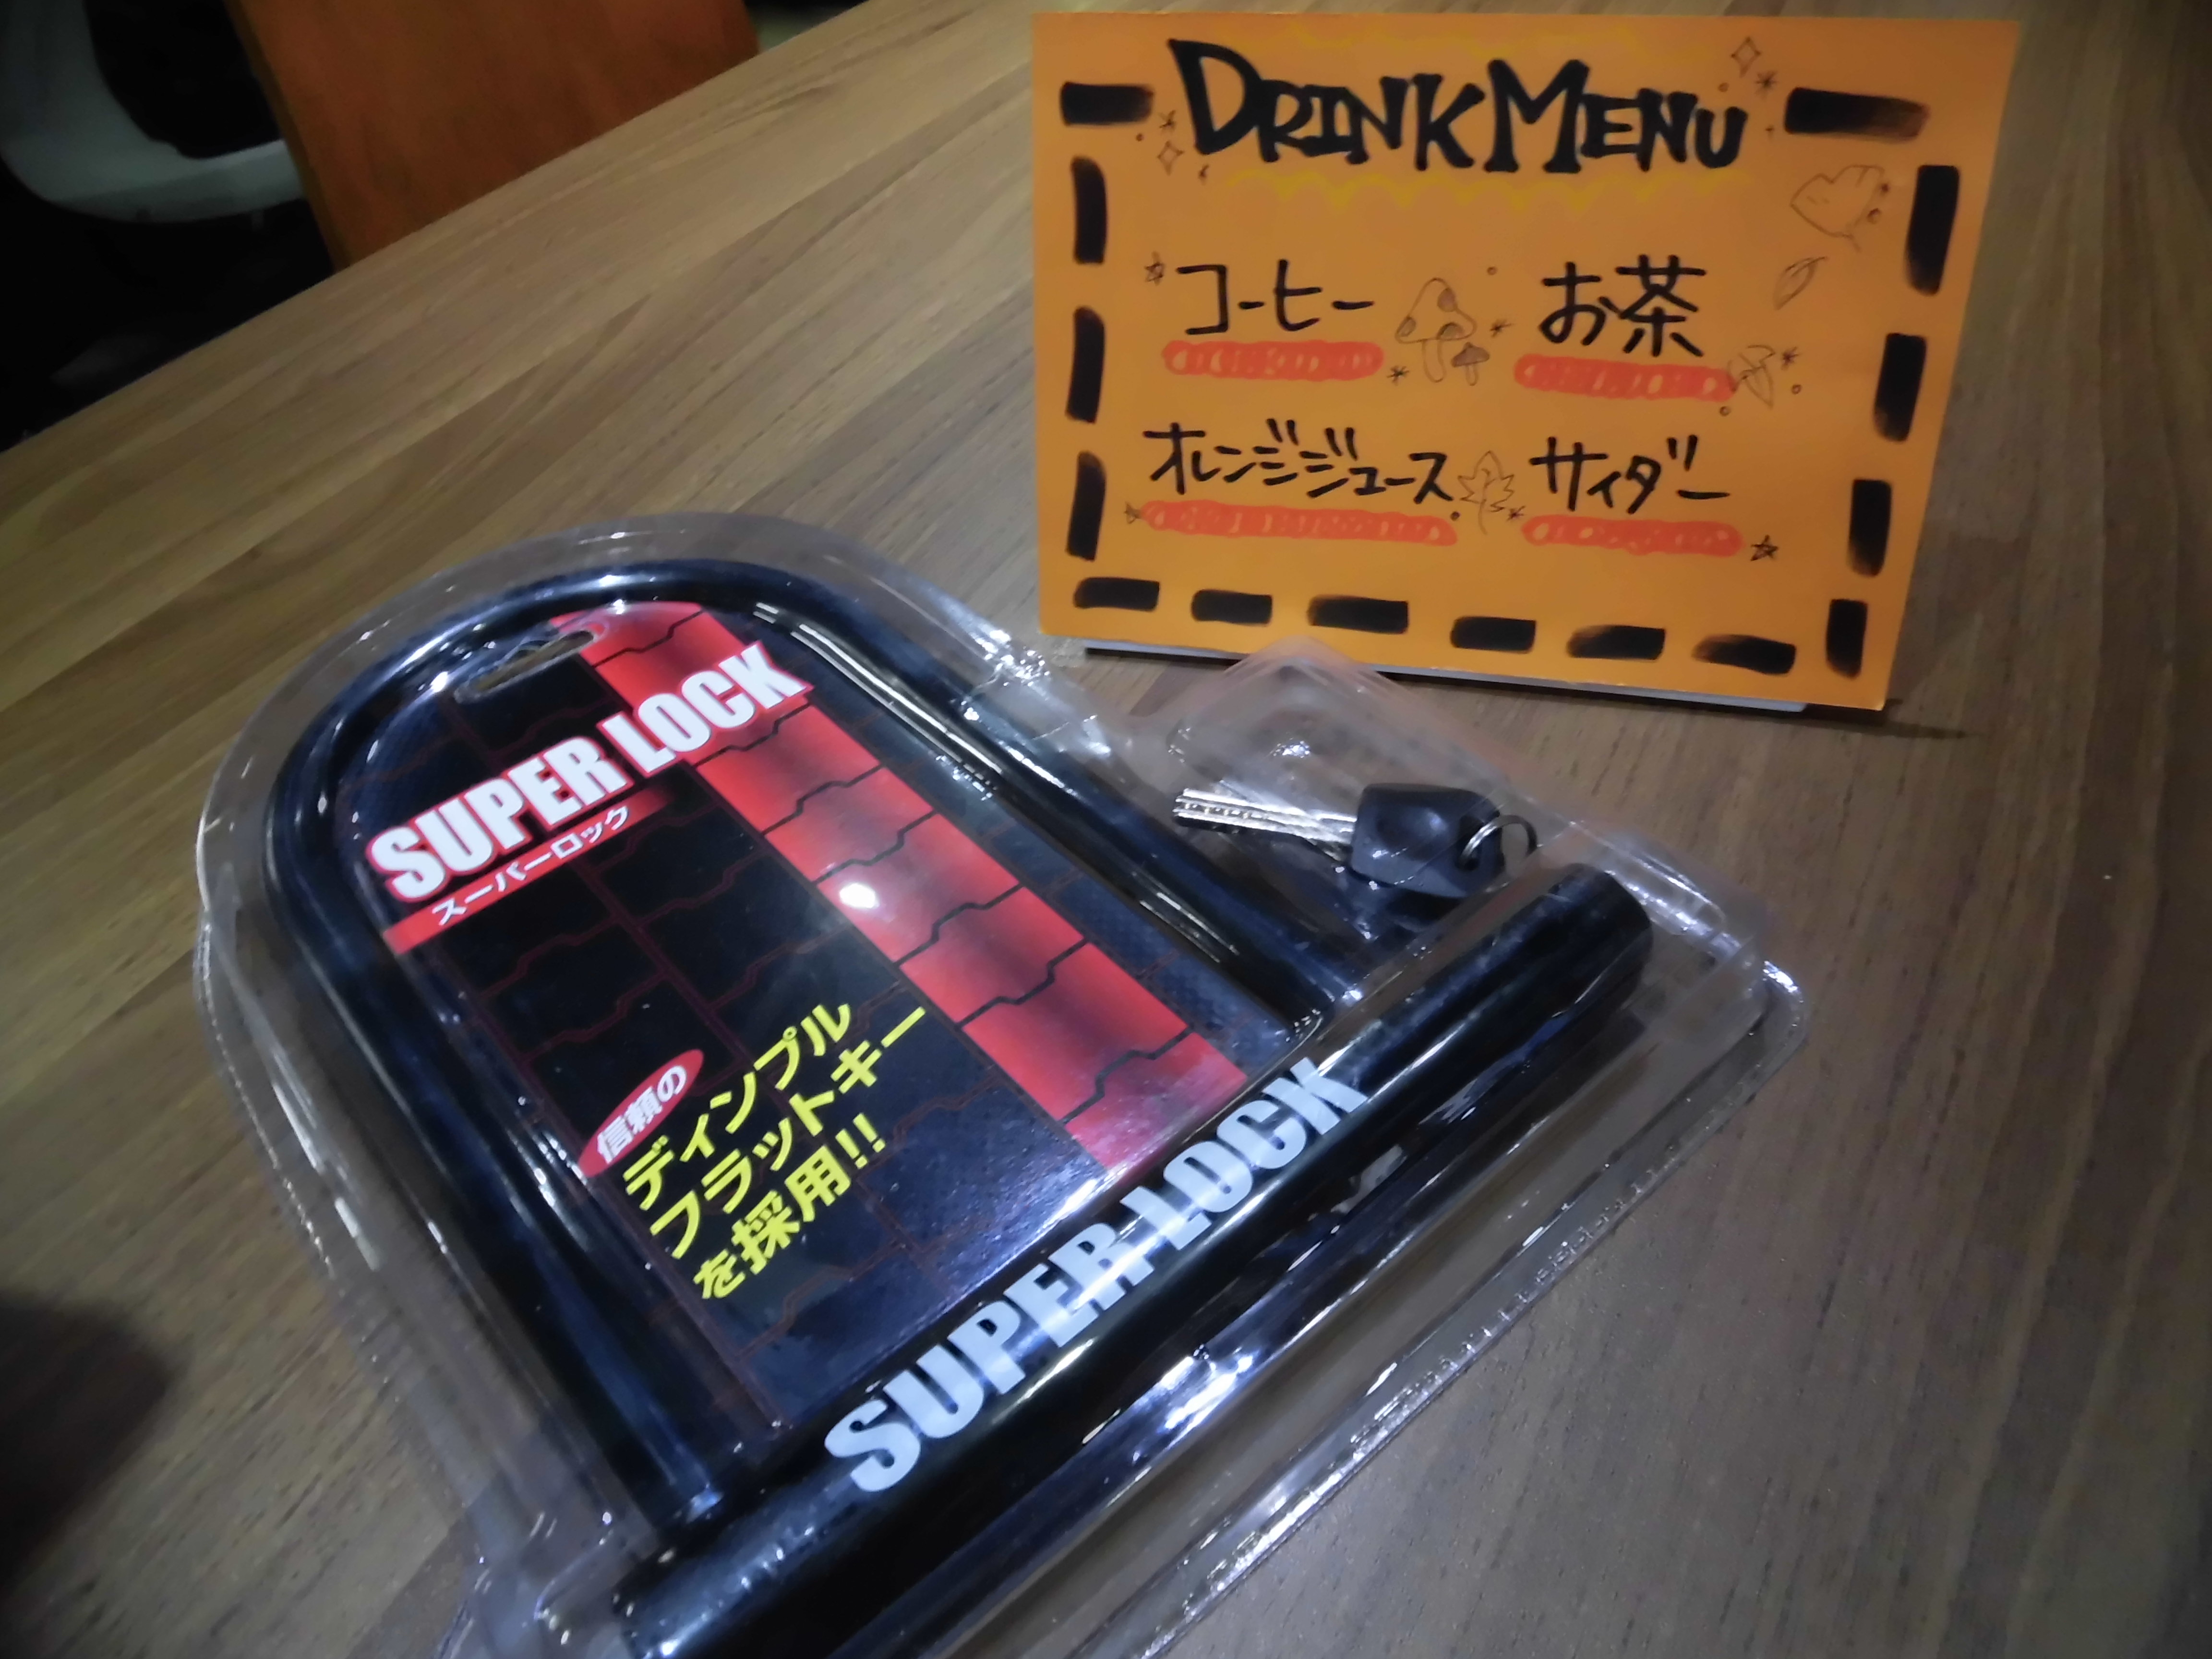 DRINK MENU
コーヒー お茶
オレンジジュース サイダー
SUPER LOCK
スーパーロック
信頼の
ディンプル
フラットキー
を採用!!
SUPER LOCK